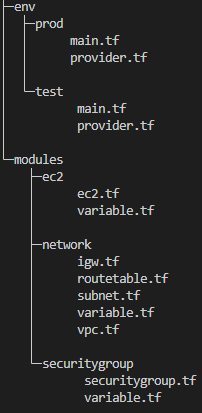 env
prod
main.tf
provider.tf
test
main.tf
provider.tf
modules
ec2
ec2.tf
variable.tf
network
igw.tf
routetable.tf
subnet.tf
variable.tf
vpc.tf
securitygroup
securitygroup.tf
variable.tf